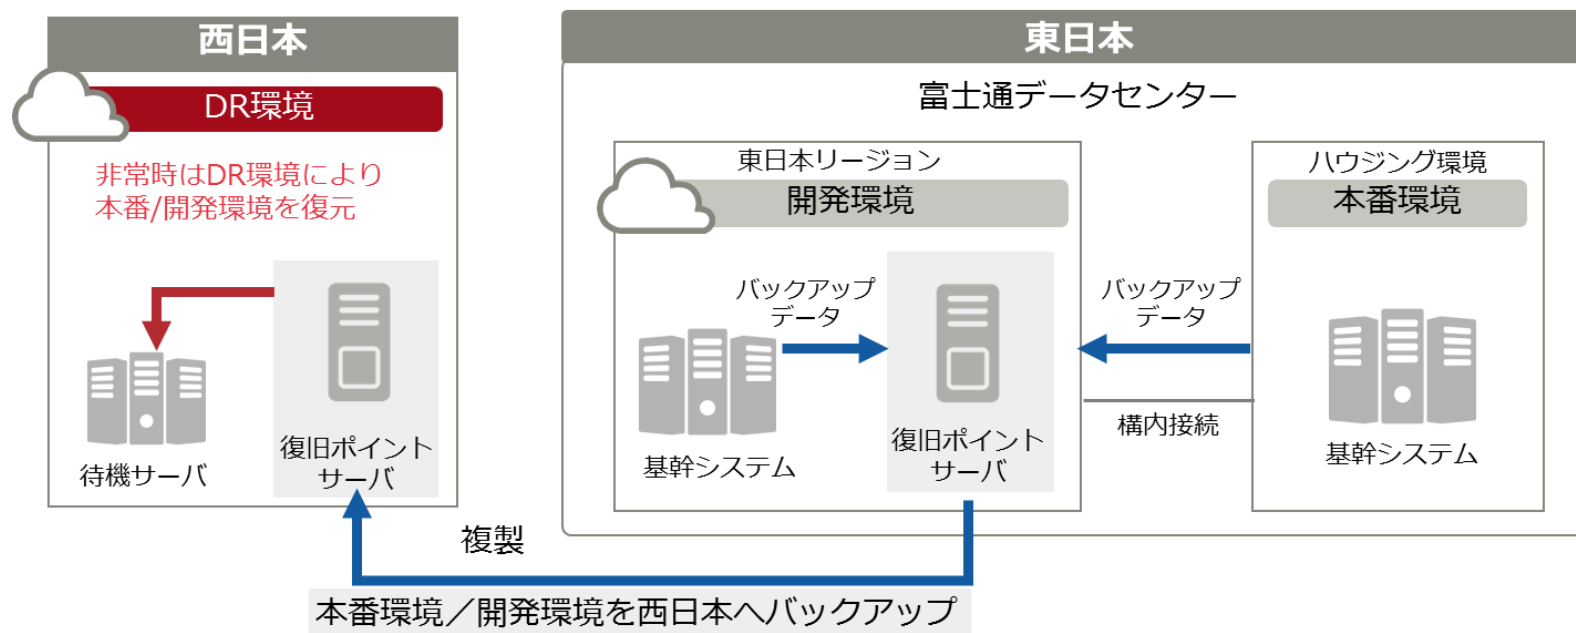 西日本
DR環境
非常時はDR環境により
本番/開発環境を復元
待機サーバ
復旧ポイント
サーバ
東日本
富士通データセンター
東日本リージョン
開発環境
バックアップ
データ
基幹システム
復旧ポイント
サーバ
バックアップ
データ
構内接続
ハウジング環境
本番環境
基幹システム
複製
本番環境／開発環境を西日本へバックアップ